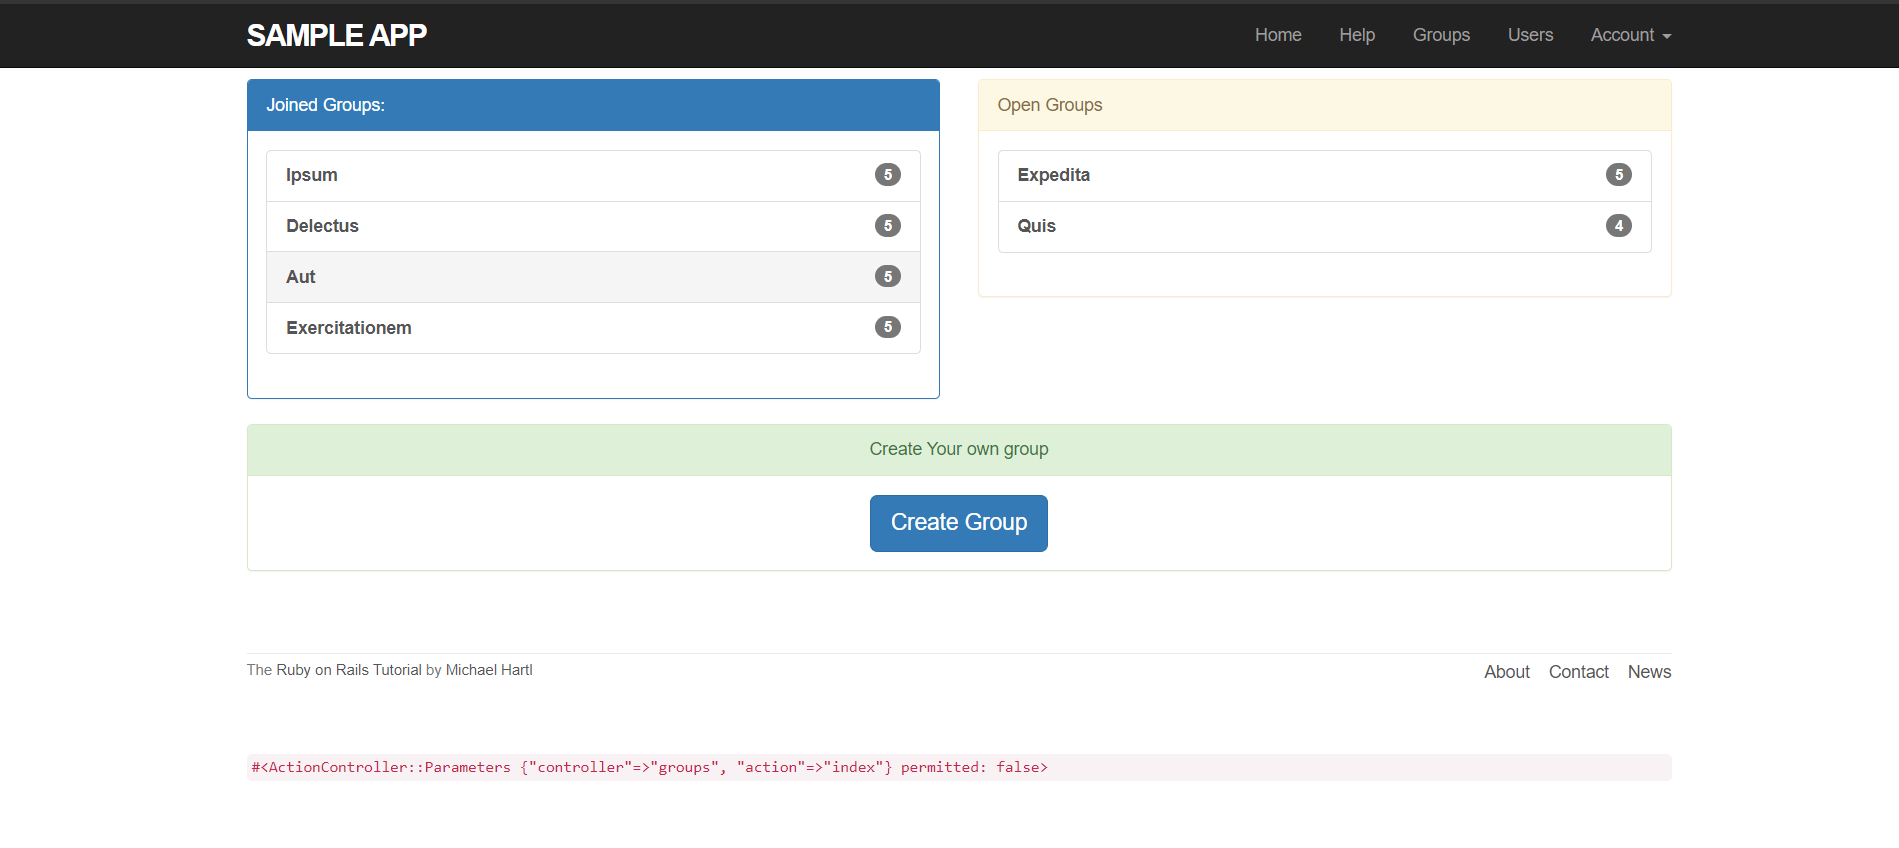 SAMPLE APP Home Help Groups Users Account
Joined Groups:
Ipsum 5
Delectus 5
Aut 5
Exercitationem 5
Open Groups
Expedita 5
Quis 4
Create Your own group
Create Group
The Ruby on Rails Tutorial by Michael Hartl
About Contact News
#<ActionController::Parameters {"controller"=>"groups", "action"=>"index"} permitted: false>